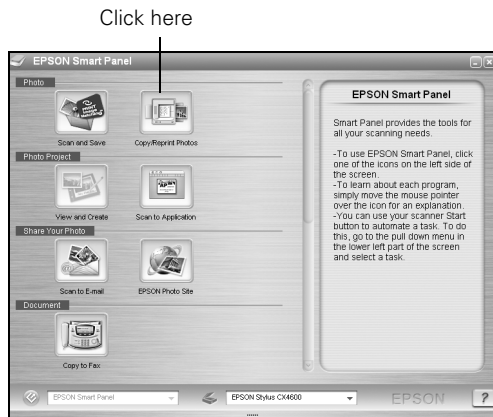 Click here
EPSON Smart Panel
Photo
Scan and Save
Copy/Reprint Photos
Photo Project
View and Create
Scan to Application
Share Your Photo
Scan to E-mail
EPSON Photo Site
Document
Copy to Fax
EPSON Smart Panel
Smart Panel provides the tools for
all your scanning needs.
-To use EPSON Smart Panel, click
one of the icons on the left side of
the screen.
-To learn about each program,
simply move the mouse pointer
over the icon for an explanation.
-You can use your scanner Start
button to automate a task. To do
this, go to the pull down menu in
the lower left part of the screen
and select a task.
EPSON Smart Panel
EPSON Stylus CX4600
EPSON
?